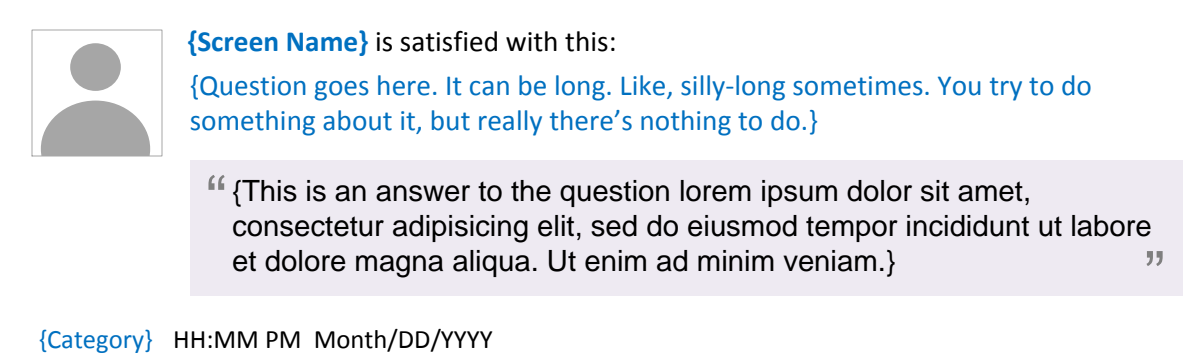 {Screen Name} is satisfied with this:
{Question goes here. It can be long. Like, silly-long sometimes. You try to do
something about it, but really there’s nothing to do.}
“ {This is an answer to the question lorem ipsum dolor sit amet,
consectetur adipisicing elit, sed do eiusmod tempor incididunt ut labore
et dolore magna aliqua. Ut enim ad minim veniam.} ”
{Category} HH:MM PM Month/DD/YYYY